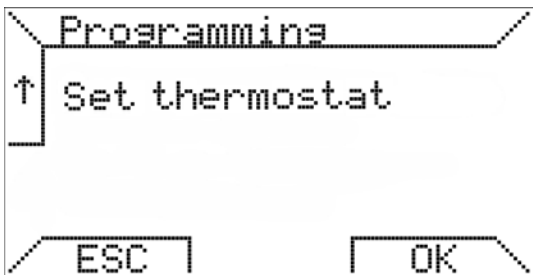 Programming
↑ Set thermostat
ESC OK